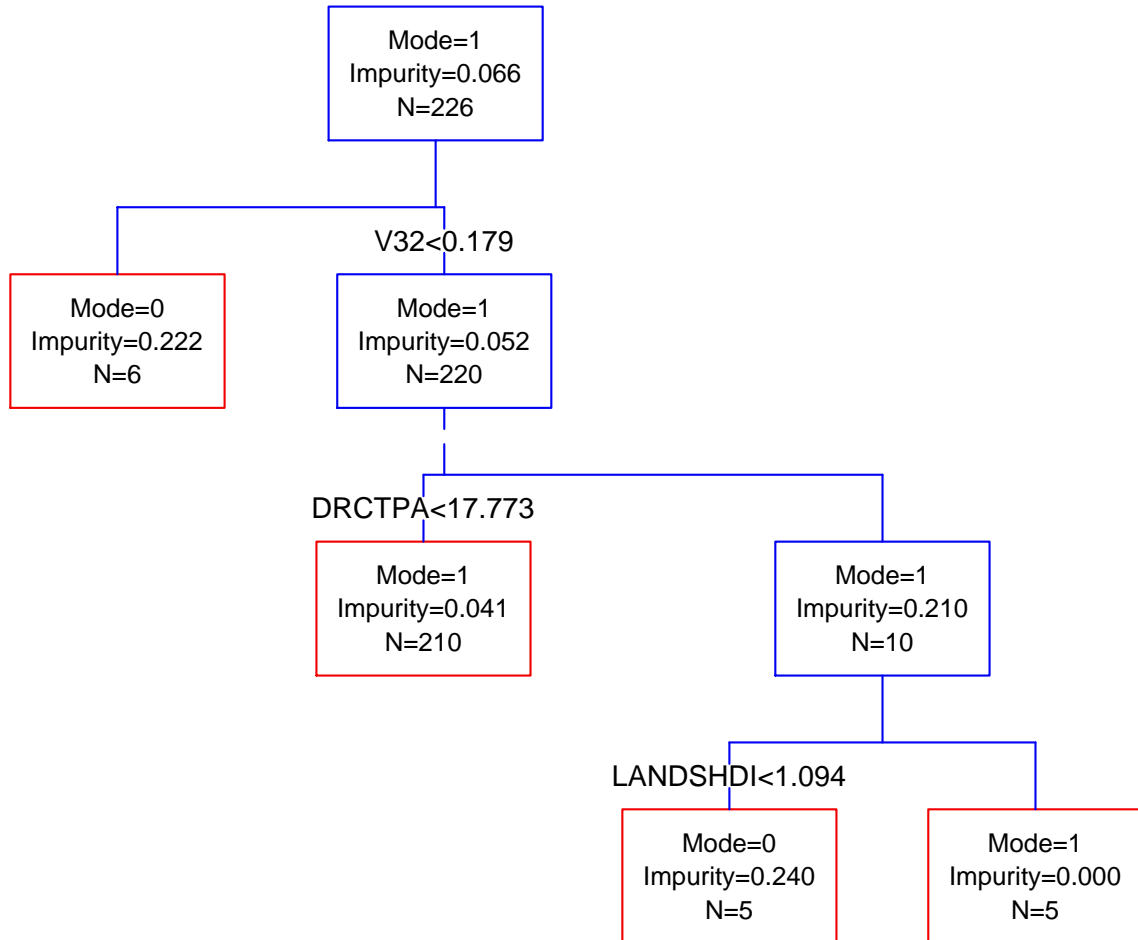 Mode=1
Impurity=0.066
N=226
V32<0.179
Mode=0
Impurity=0.222
N=6
Mode=1
Impurity=0.052
N=220
DRCTPA<17.773
Mode=1
Impurity=0.041
N=210
Mode=1
Impurity=0.210
N=10
LANDSHDI<1.094
Mode=0
Impurity=0.240
N=5
Mode=1
Impurity=0.000
N=5